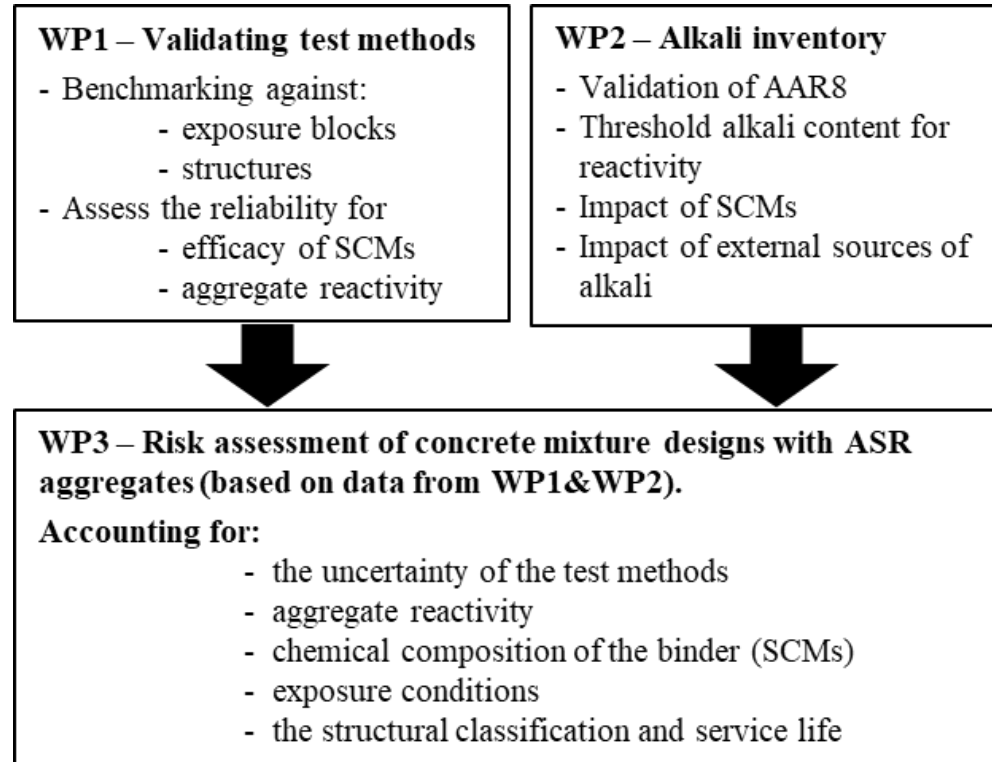 WP1 – Validating test methods
- Benchmarking against:
- exposure blocks
- structures
- Assess the reliability for
- efficacy of SCMs
- aggregate reactivity
WP2 – Alkali inventory
- Validation of AAR8
- Threshold alkali content for
reactivity
- Impact of SCMs
- Impact of external sources of
alkali
WP3 – Risk assessment of concrete mixture designs with ASR
aggregates (based on data from WP1&WP2).
Accounting for:
- the uncertainty of the test methods
- aggregate reactivity
- chemical composition of the binder (SCMs)
- exposure conditions
- the structural classification and service life